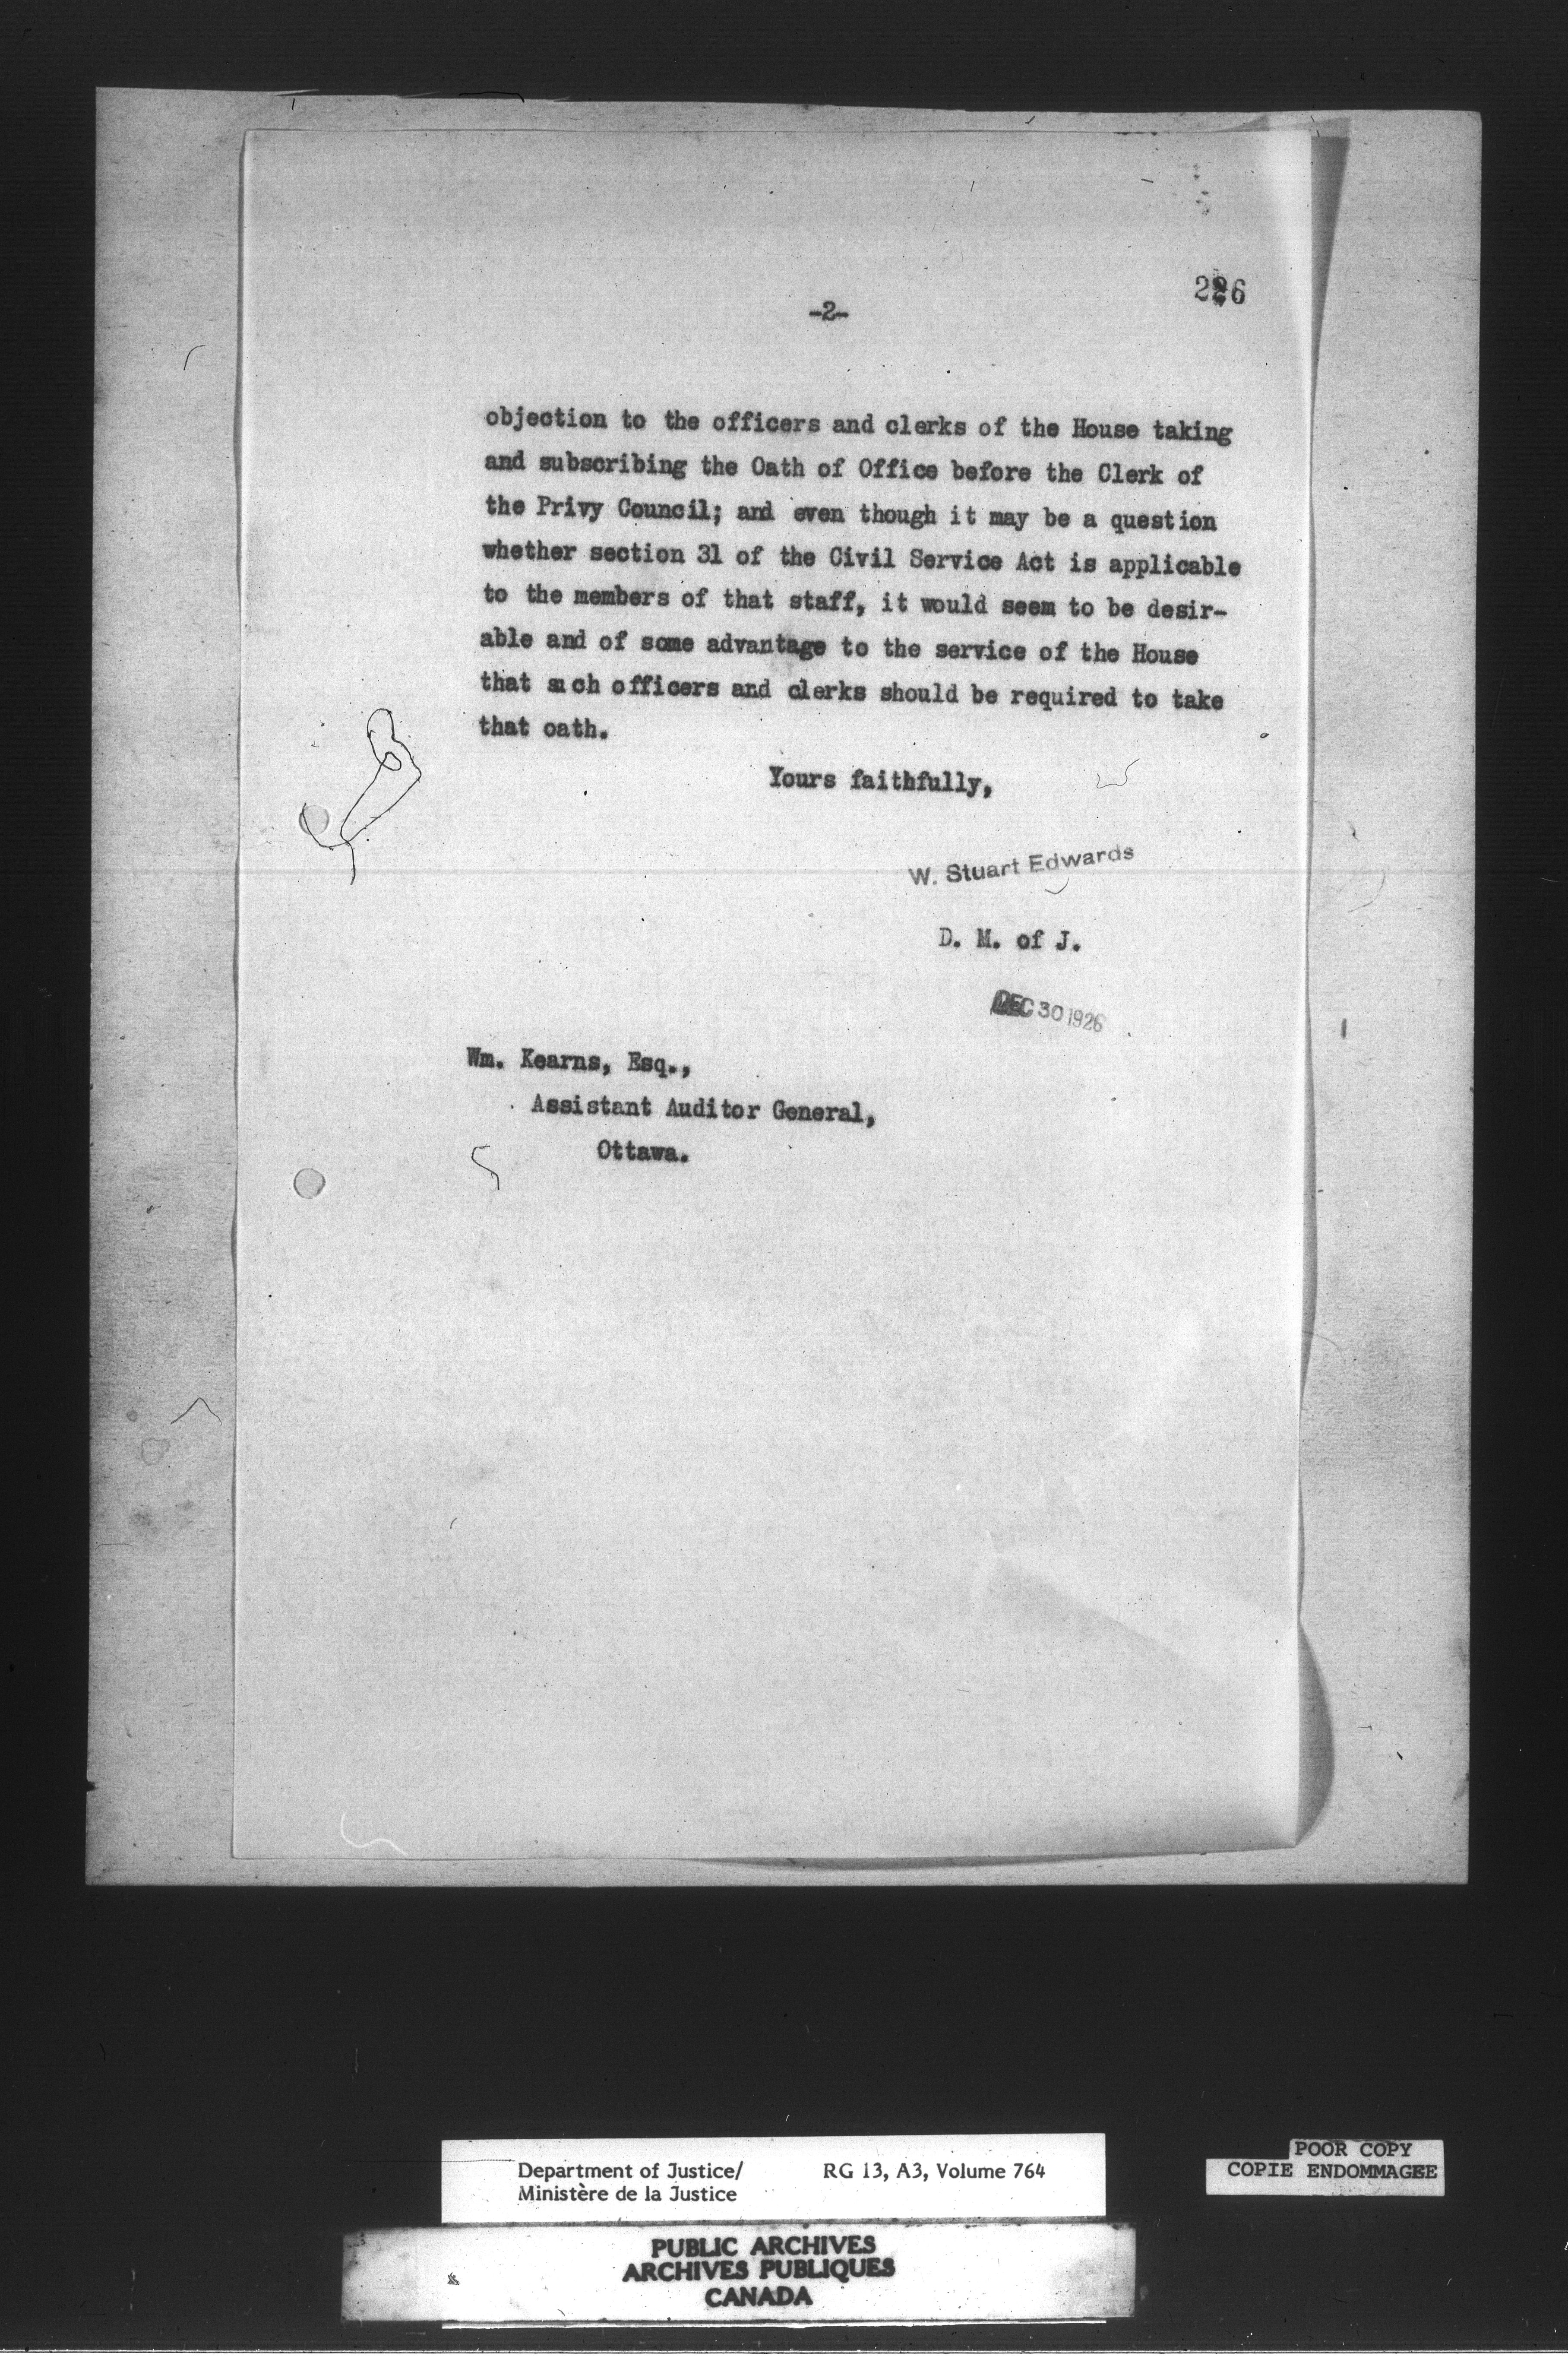 226
-2-
objection to the officers and clerks of the House taking
and subscribing the Oath of Office before the Clerk of
the Privy Council; and even though it may be a question
whether section 31 of the Civil Service Act is applicable
to the members of that staff, it would seem to be desir-
able and of some advantage to the service of the House
that such officers and clerks should be required to take
that oath.
Yours faithfully,
W. Stuart Edwards
D. M. of J.
DEC 30 1926
Wm. Kearns, Esq.,
Assistant Auditor General,
Ottawa.
Department of Justice/ RG 13, A3, Volume 764
Ministère de la Justice
POOR COPY
COPIE ENDOMMAGEE
PUBLIC ARCHIVES
ARCHIVES PUBLIQUES
CANADA